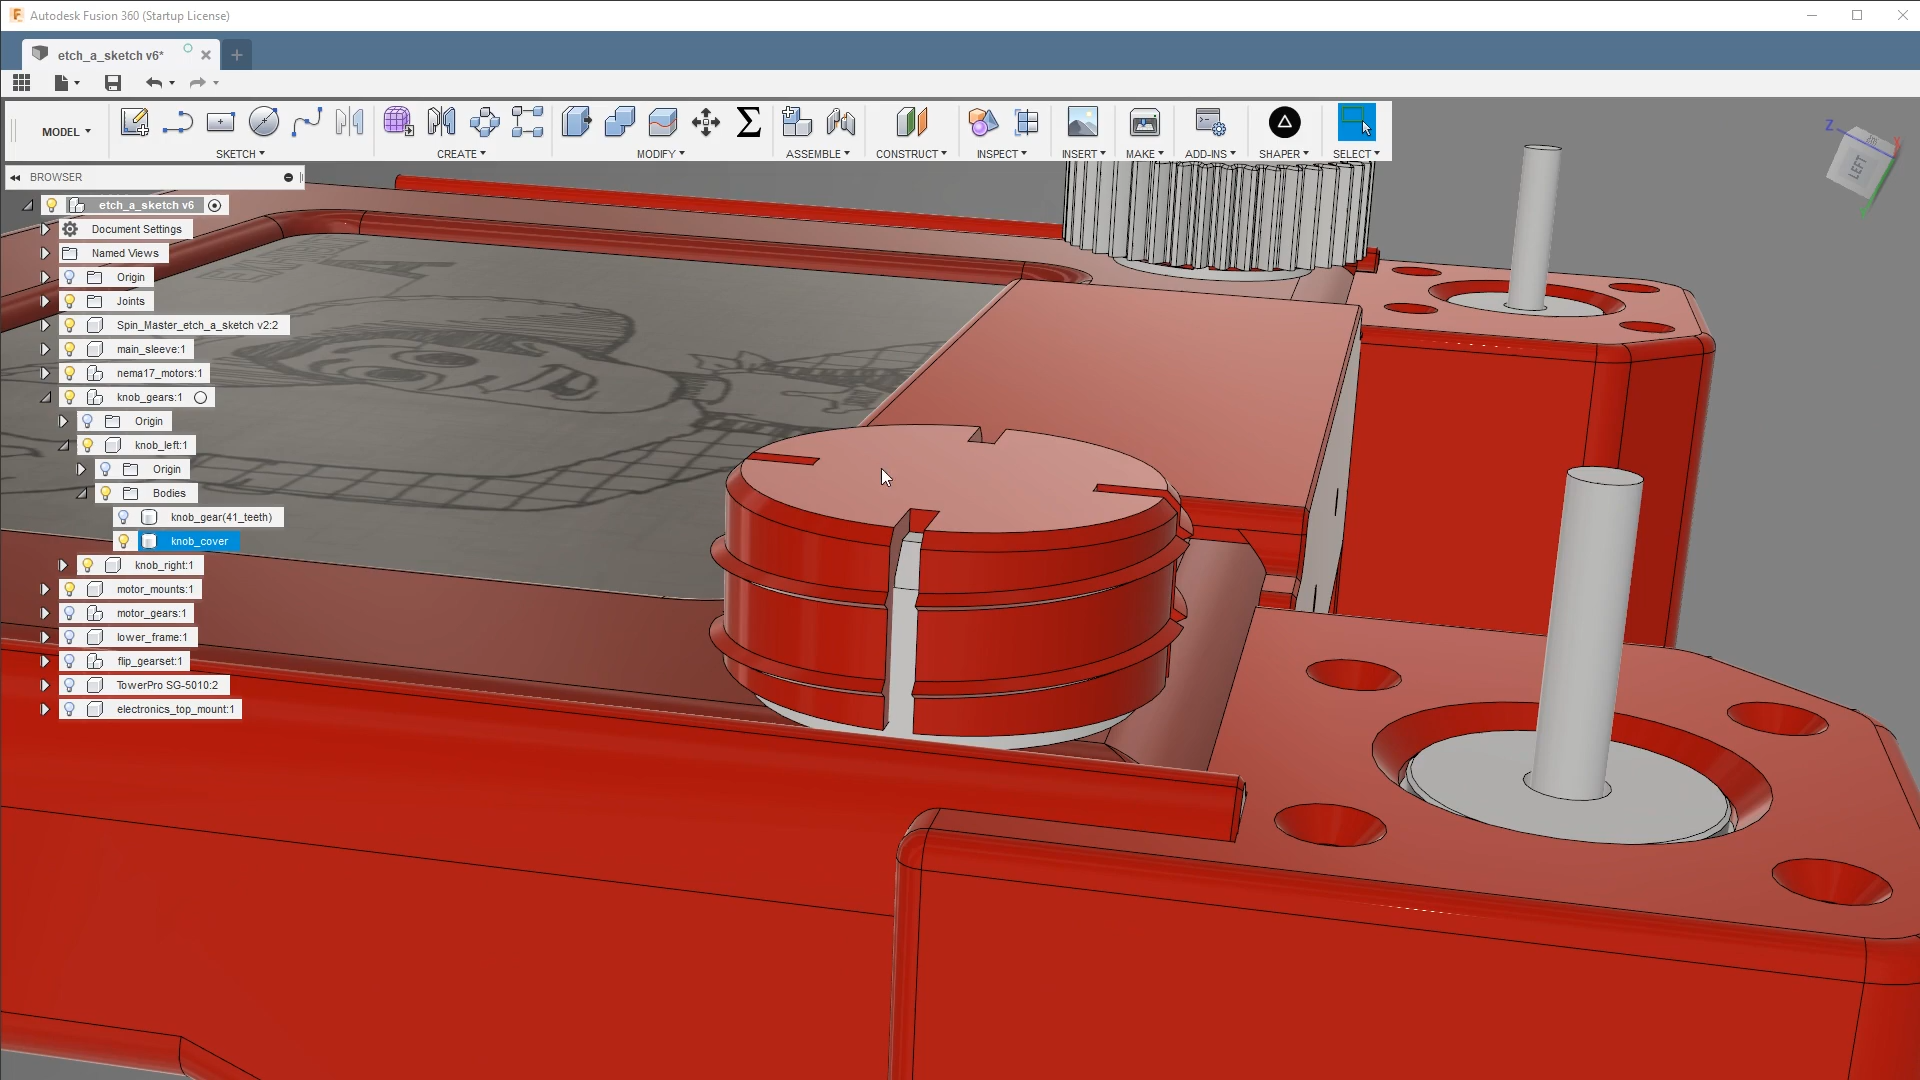 Autodesk Fusion 360 (Startup License)
etch_a_sketch v6*
MODEL
SKETCH
CREATE
MODIFY
ASSEMBLE
CONSTRUCT
INSPECT
INSERT
MAKE
ADD-INS
SHAPER
SELECT
BROWSER
etch_a_sketch v6
Document Settings
Named Views
Origin
Joints
Spin_Master_etch_a_sketch v2:2
main_sleeve:1
nema17_motors:1
knob_gears:1
Origin
knob_left:1
Origin
Bodies
knob_gear(41_teeth)
knob_cover
knob_right:1
motor_mounts:1
motor_gears:1
lower_frame:1
flip_gearset:1
TowerPro SG-5010:2
electronics_top_mount:1
Z
LEFT